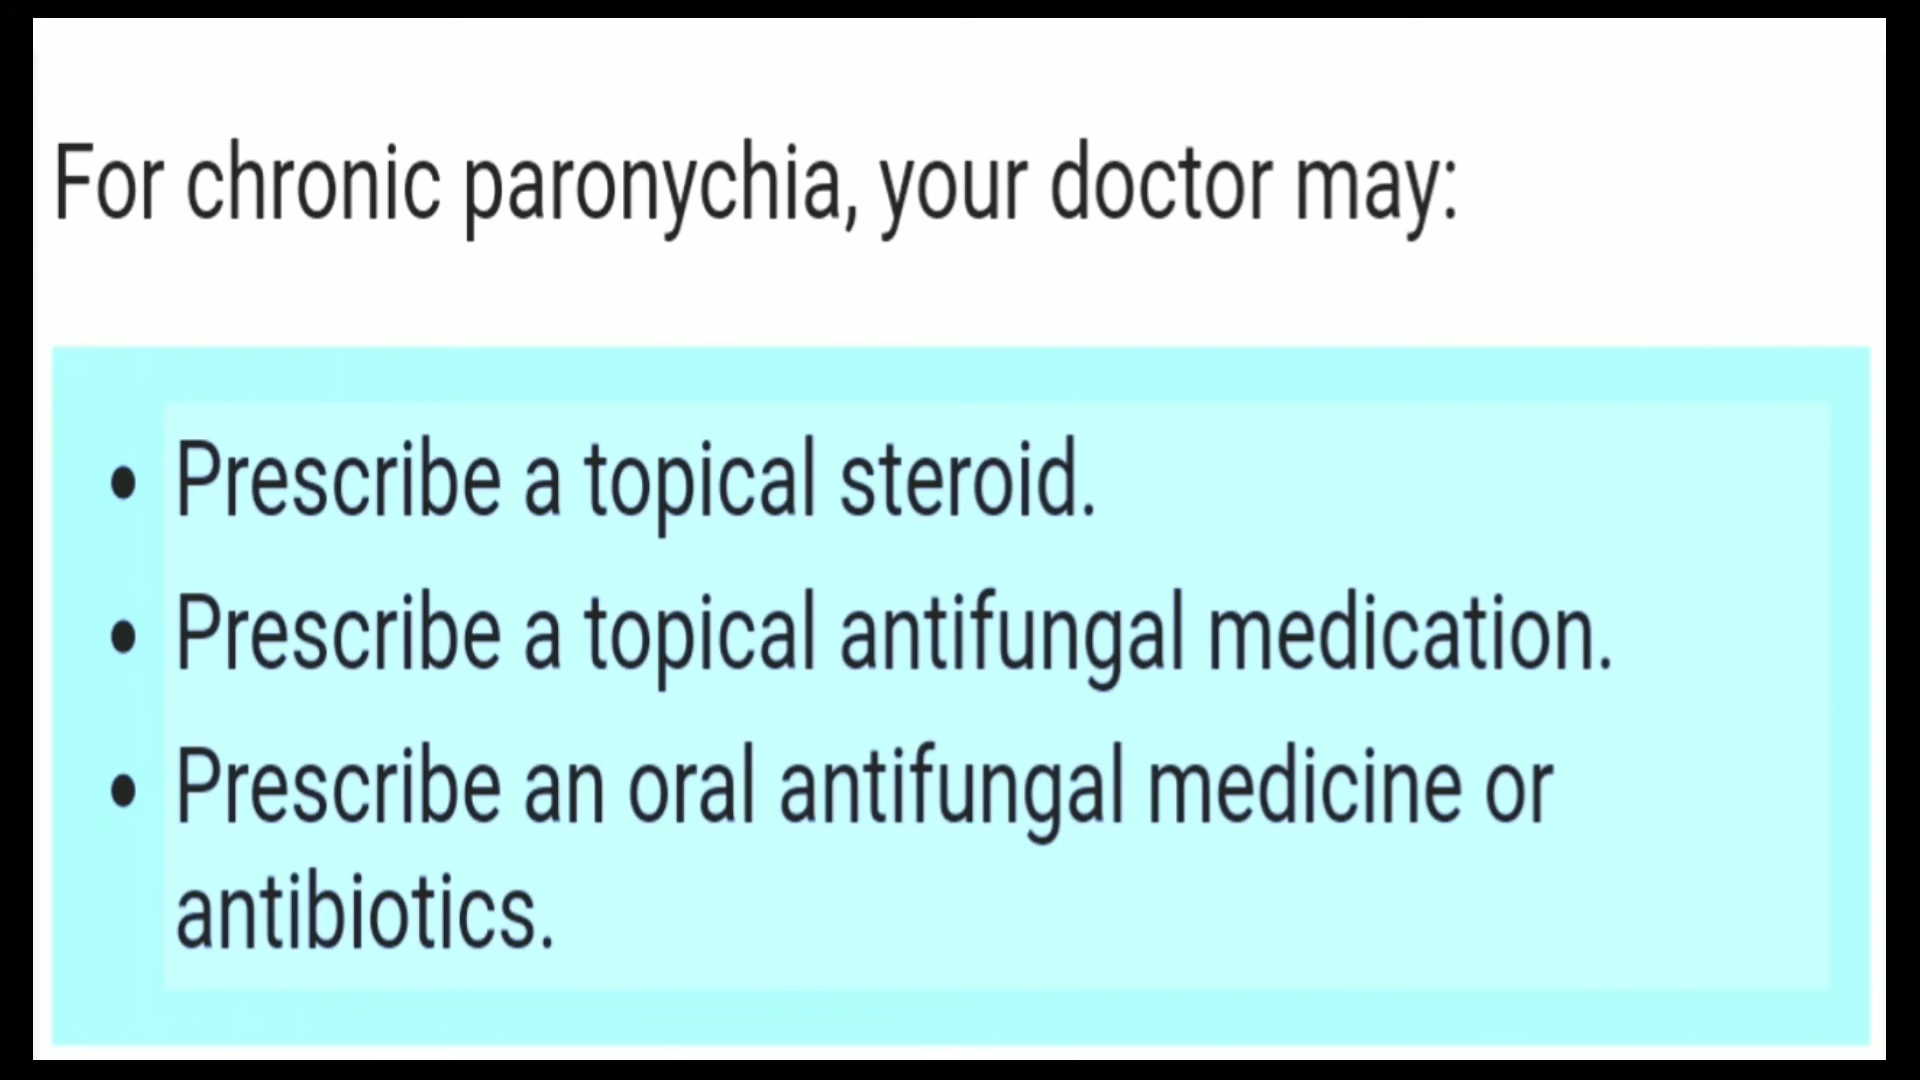 For chronic paronychia, your doctor may:
• Prescribe a topical steroid.
• Prescribe a topical antifungal medication.
• Prescribe an oral antifungal medicine or
antibiotics.